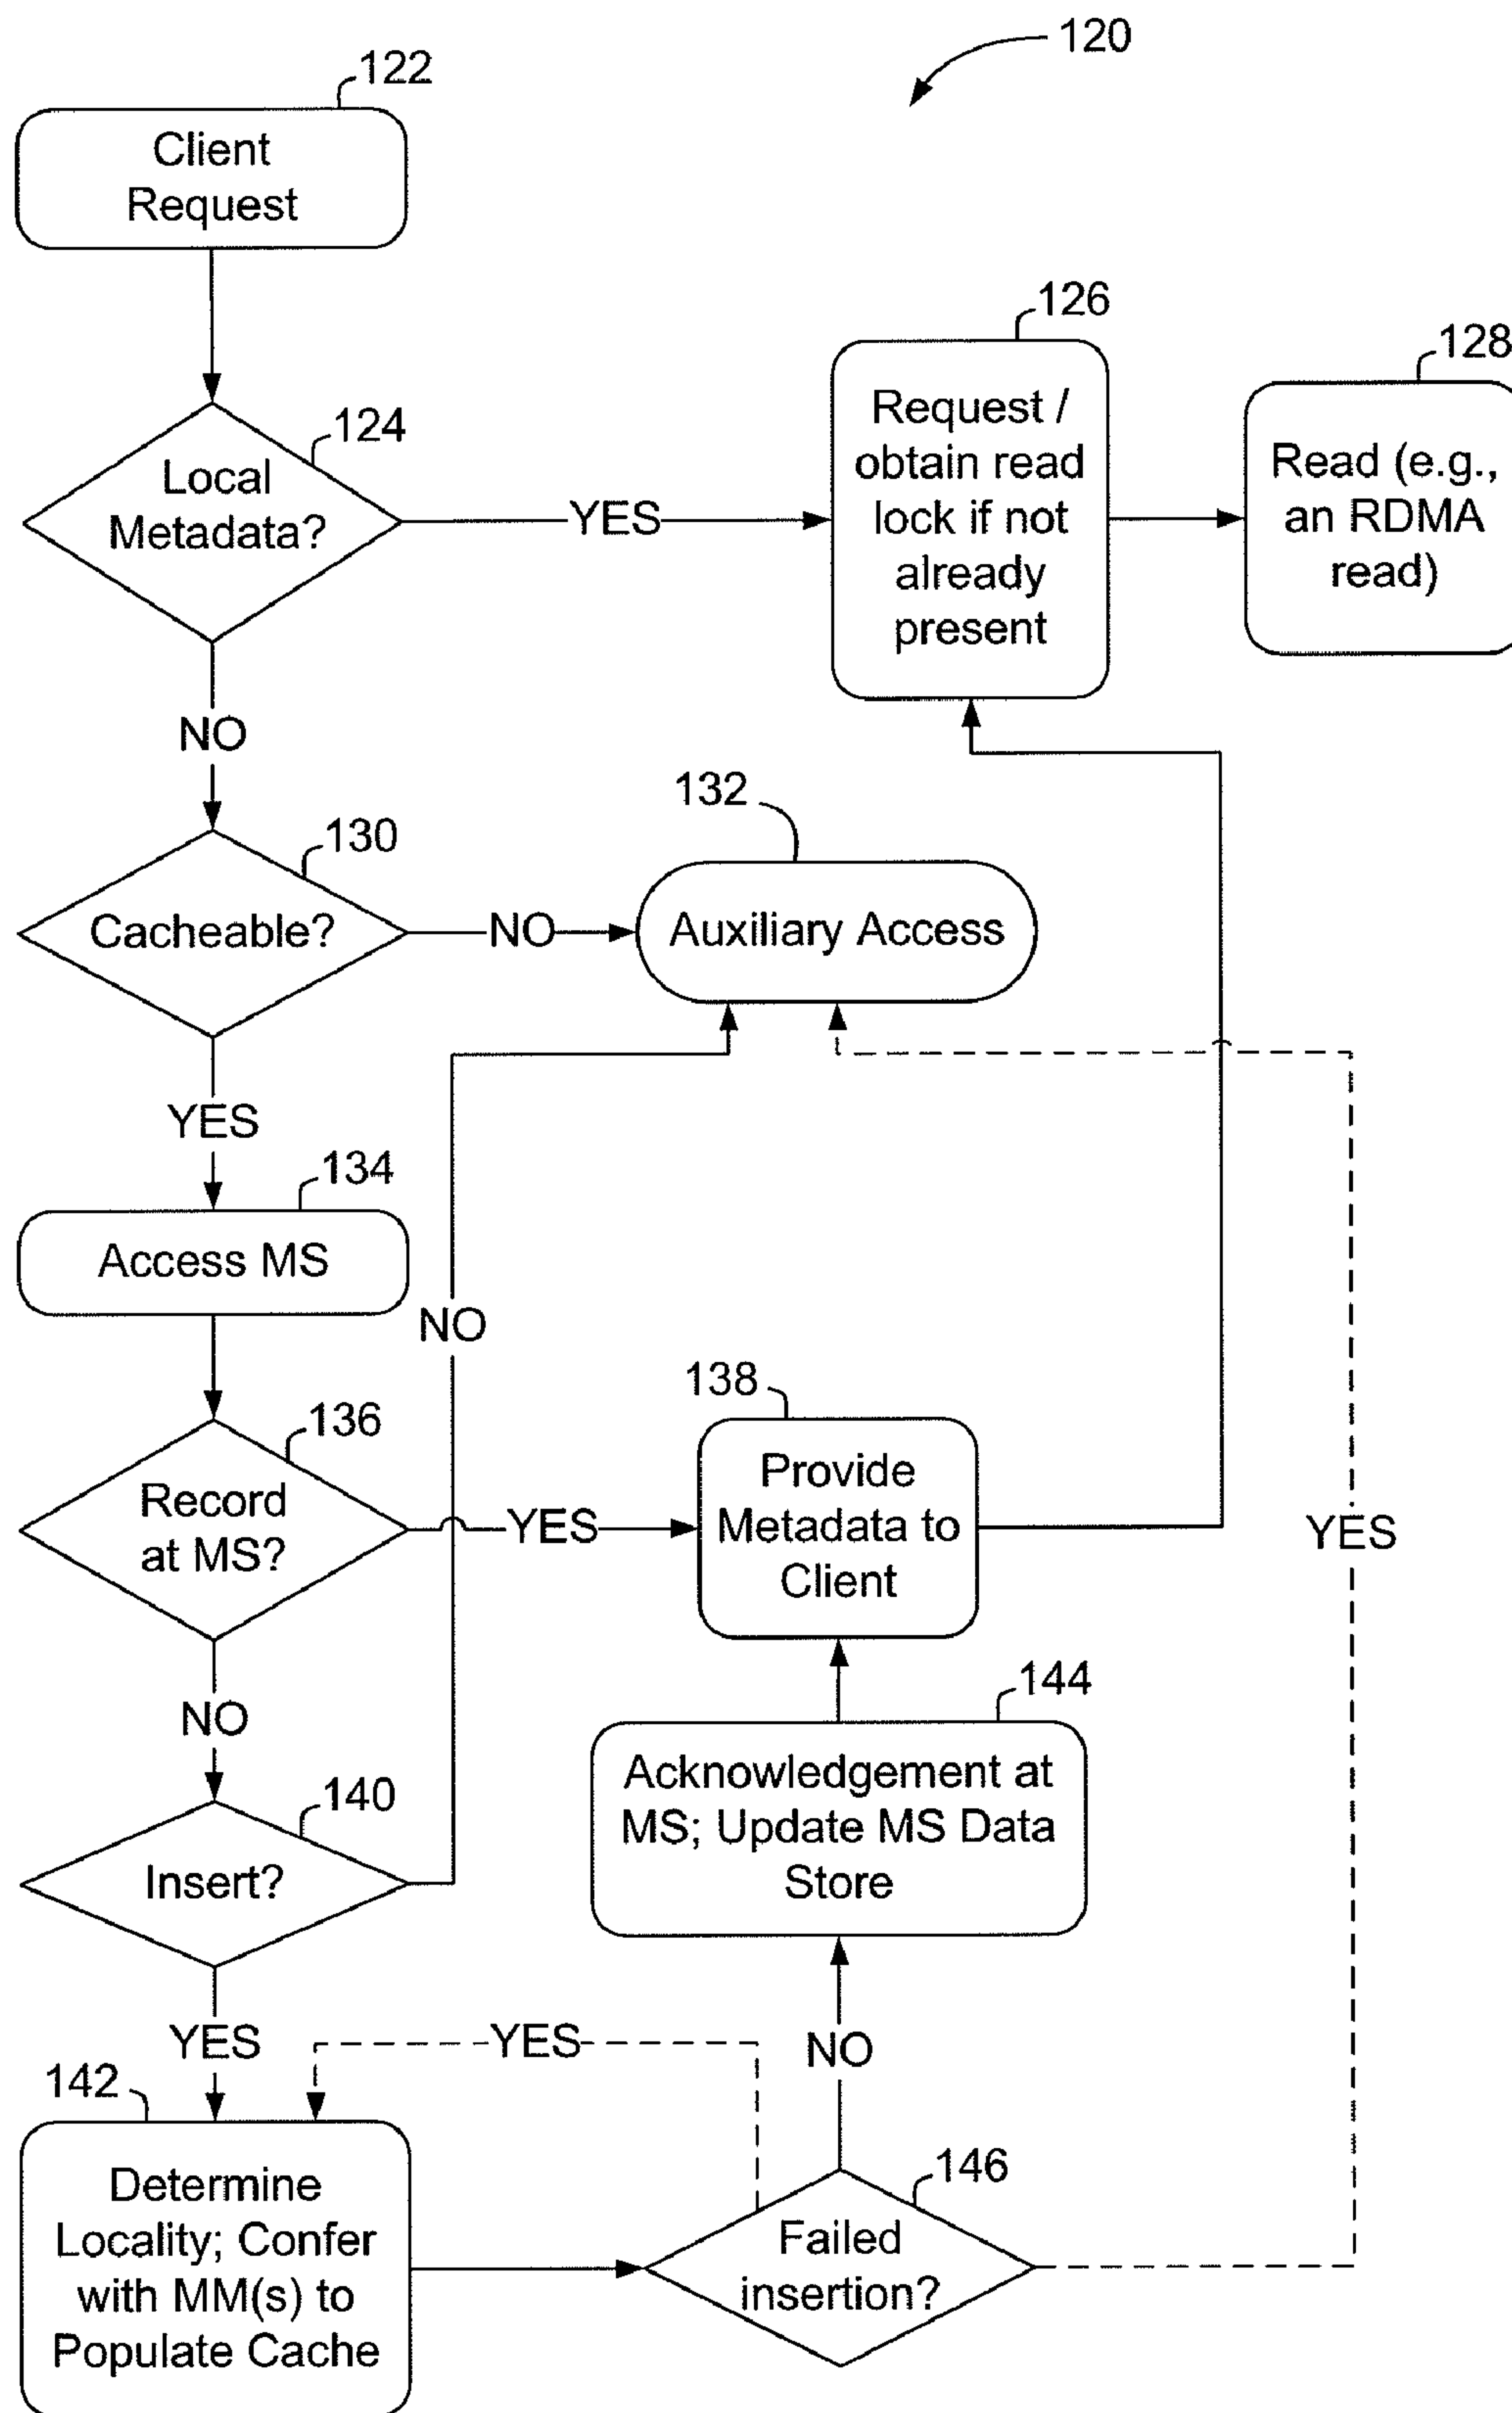 120
122
Client
Request
124
Local
Metadata?
YES
126
Request /
obtain read
lock if not
already
present
128
Read (e.g.,
an RDMA
read)
NO
130
Cacheable?
NO
132
Auxiliary Access
YES
134
Access MS
NO
136
Record
at MS?
YES
138
Provide
Metadata to
Client
YES
NO
140
Insert?
144
Acknowledgement at
MS; Update MS Data
Store
YES
YES
NO
142
Determine
Locality; Confer
with MM(s) to
Populate Cache
146
Failed
insertion?